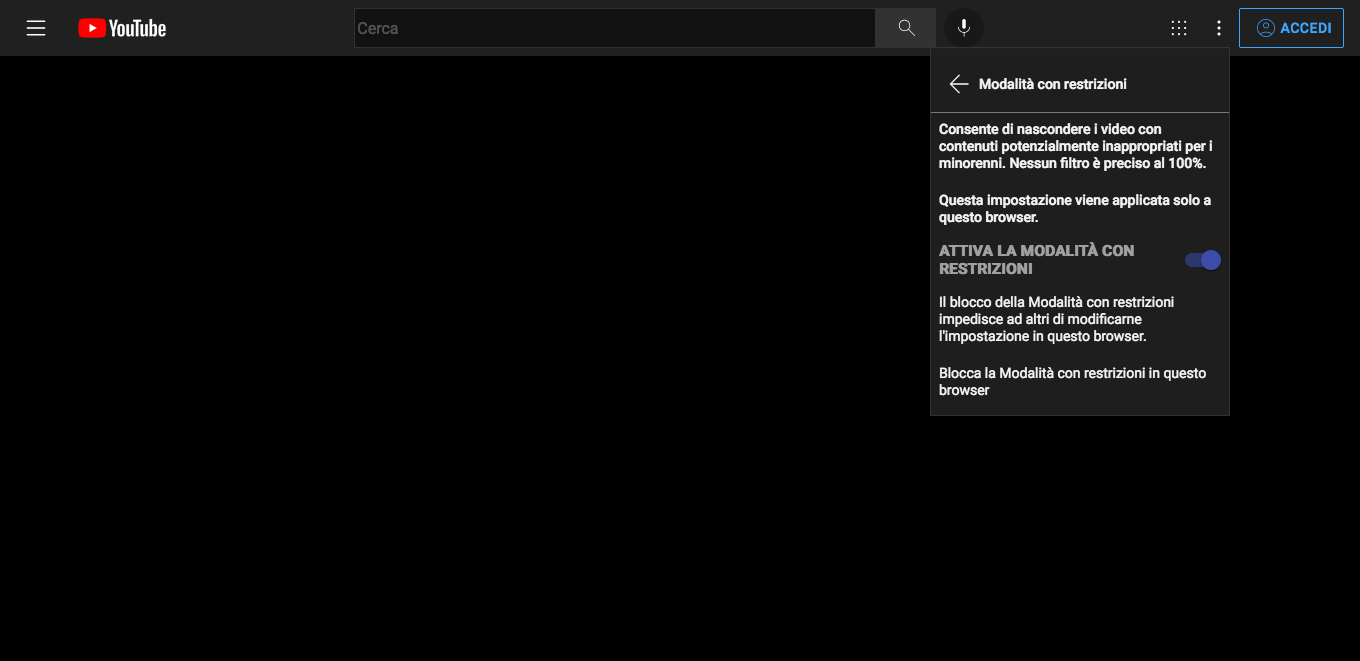 YouTube
Cerca
ACCEDI
Modalità con restrizioni
Consente di nascondere i video con
contenuti potenzialmente inappropriati per i
minorenni. Nessun filtro è preciso al 100%.
Questa impostazione viene applicata solo a
questo browser.
ATTIVA LA MODALITÀ CON
RESTRIZIONI
Il blocco della Modalità con restrizioni
impedisce ad altri di modificarne
l'impostazione in questo browser.
Blocca la Modalità con restrizioni in questo
browser